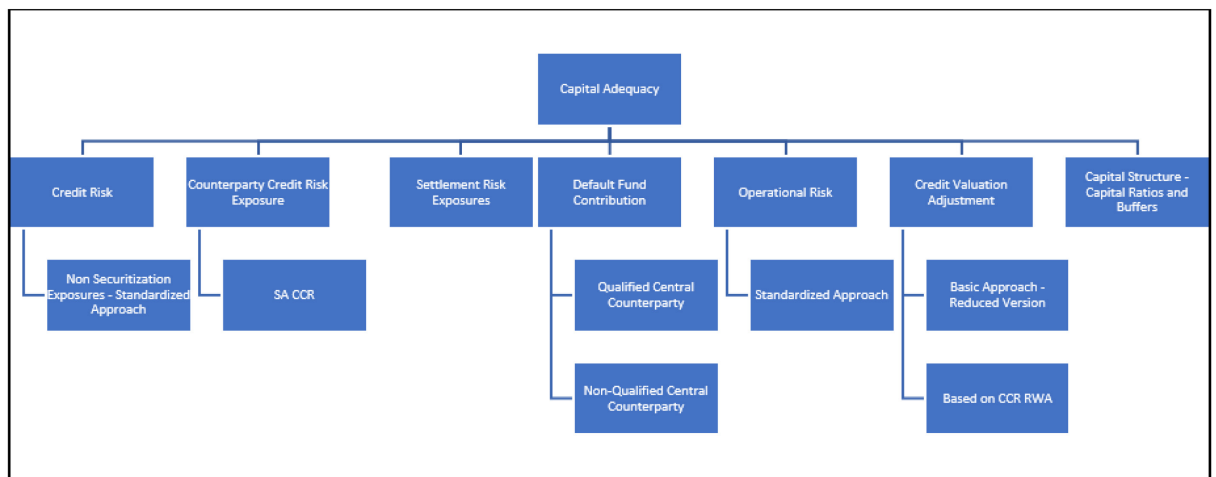 Capital Adequacy
Credit Risk
Counterparty Credit Risk
Exposure
Settlement Risk
Exposures
Default Fund
Contribution
Operational Risk
Credit Valuation
Adjustment
Capital Structure -
Capital Ratios and
Buffers
Non Securitization
Exposures - Standardized
Approach
SA CCR
Qualified Central
Counterparty
Standardized Approach
Basic Approach -
Reduced Version
Non-Qualified Central
Counterparty
Based on CCR RWA